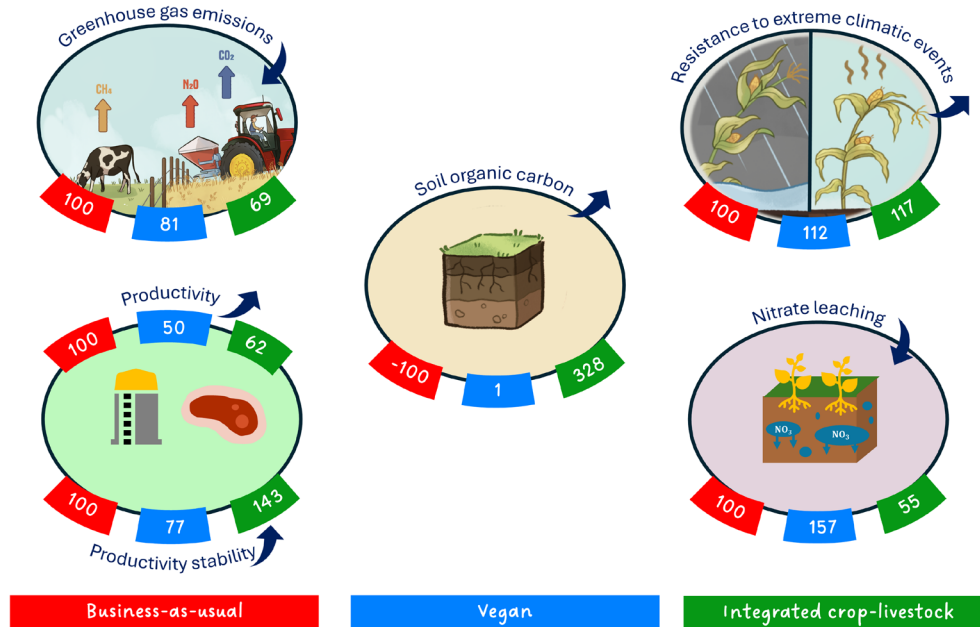 Greenhouse gas emissions
CH₄
N₂O
CO₂
100
81
69
Productivity
100
50
62
100
77
143
Productivity stability
Soil organic carbon
-100
1
328
Resistance to extreme climatic events
100
112
117
Nitrate leaching
NO₃
NO₃
100
157
55
Business-as-usual
Vegan
Integrated crop-livestock